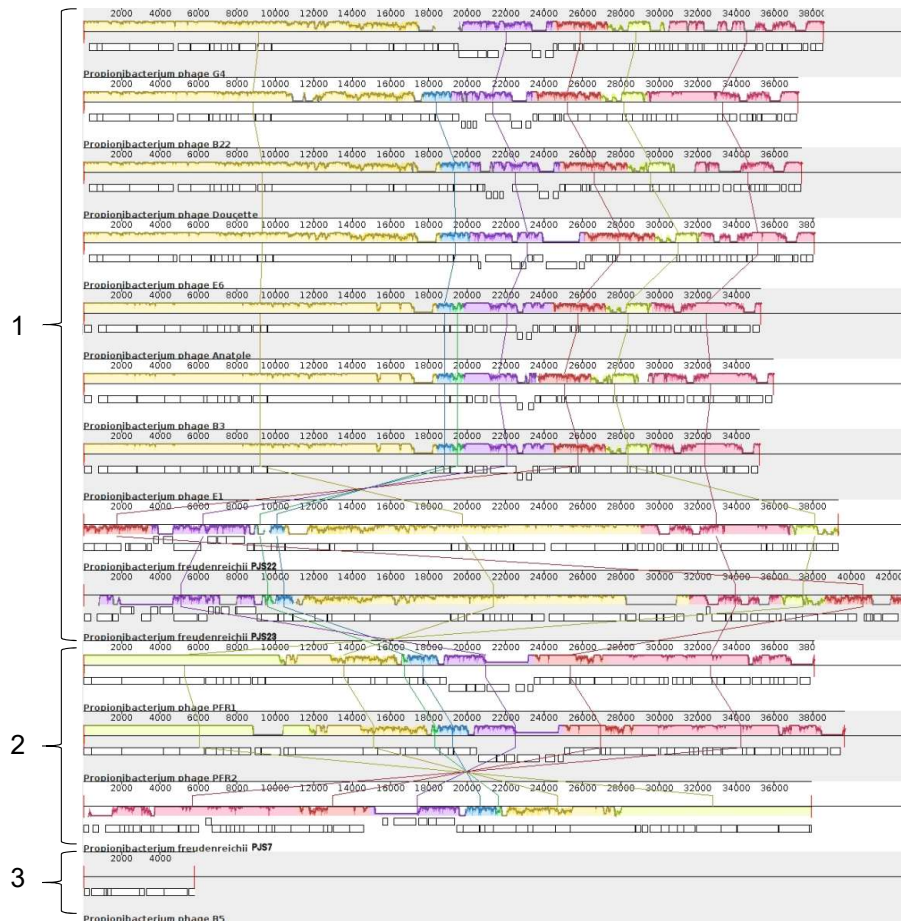 2000 4000 6000 8000 10000 12000 14000 16000 18000 20000 22000 24000 26000 28000 30000 32000 34000 36000 38000
Propionibacterium phage G4
2000 4000 6000 8000 10000 12000 14000 16000 18000 20000 22000 24000 26000 28000 30000 32000 34000 36000
Propionibacterium phage B22
2000 4000 6000 8000 10000 12000 14000 16000 18000 20000 22000 24000 26000 28000 30000 32000 34000 36000
Propionibacterium phage Doucette
2000 4000 6000 8000 10000 12000 14000 16000 18000 20000 22000 24000 26000 28000 30000 32000 34000 36000 38000
Propionibacterium phage E6
2000 4000 6000 8000 10000 12000 14000 16000 18000 20000 22000 24000 26000 28000 30000 32000 34000
1
Propionibacterium phage Anatole
2000 4000 6000 8000 10000 12000 14000 16000 18000 20000 22000 24000 26000 28000 30000 32000 34000
Propionibacterium phage B3
2000 4000 6000 8000 10000 12000 14000 16000 18000 20000 22000 24000 26000 28000 30000 32000 34000
Propionibacterium phage E1
2000 4000 6000 8000 10000 12000 14000 16000 18000 20000 22000 24000 26000 28000 30000 32000 34000 36000 38000
Propionibacterium freudenreichii PJS22
2000 4000 6000 8000 10000 12000 14000 16000 18000 20000 22000 24000 26000 28000 30000 32000 34000 36000 38000 40000 42000
Propionibacterium freudenreichii PJS23
2000 4000 6000 8000 10000 12000 14000 16000 18000 20000 22000 24000 26000 28000 30000 32000 34000 36000 38000
Propionibacterium phage PFR1
2000 4000 6000 8000 10000 12000 14000 16000 18000 20000 22000 24000 26000 28000 30000 32000 34000 36000 38000
2
Propionibacterium phage PFR2
2000 4000 6000 8000 10000 12000 14000 16000 18000 20000 22000 24000 26000 28000 30000 32000 34000 36000
Propionibacterium freudenreichii PJS7
2000 4000
3
Propionibacterium phage B5